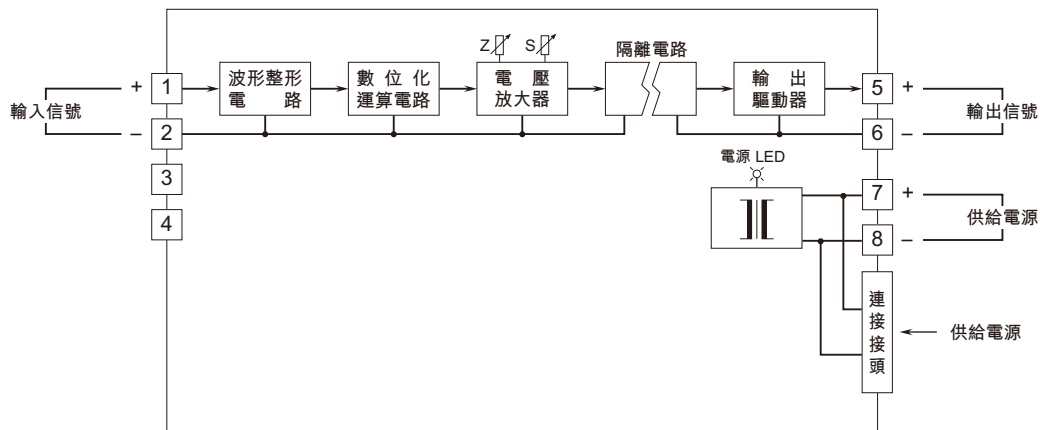 隔離電路
Z S
波形整形
電 路
數 位 化
運算電路
電 壓
放大器
輸 出
驅動器
+ 1
輸入信號
– 2
3
4
5 +
輸出信號
6 –
電源 LED
7 +
供給電源
8 –
連接接頭
供給電源